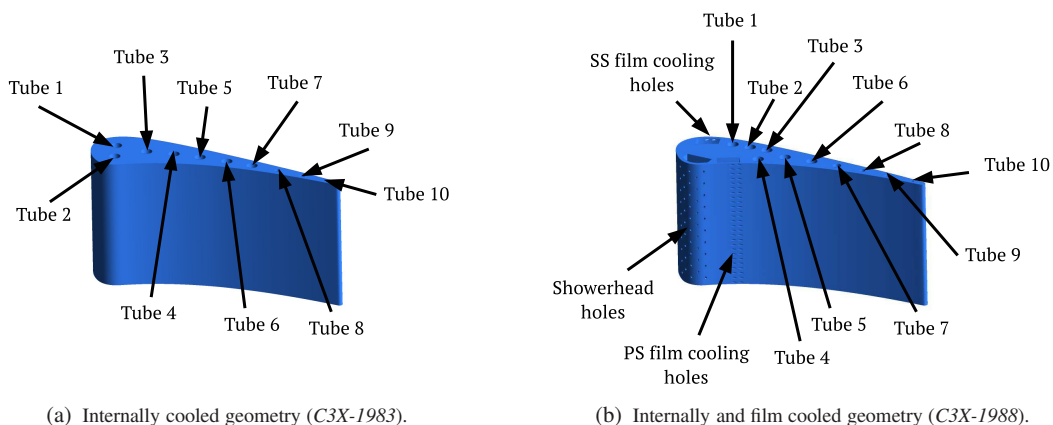 Tube 1
Tube 3
Tube 5
Tube 7
Tube 9
Tube 10
Tube 2
Tube 4
Tube 6
Tube 8
(a) Internally cooled geometry (C3X-1983).
Tube 1
SS film cooling
holes
Tube 2
Tube 3
Tube 6
Tube 8
Tube 10
Tube 9
Showerhead
holes
PS film cooling
holes
Tube 4
Tube 5
Tube 7
(b) Internally and film cooled geometry (C3X-1988).